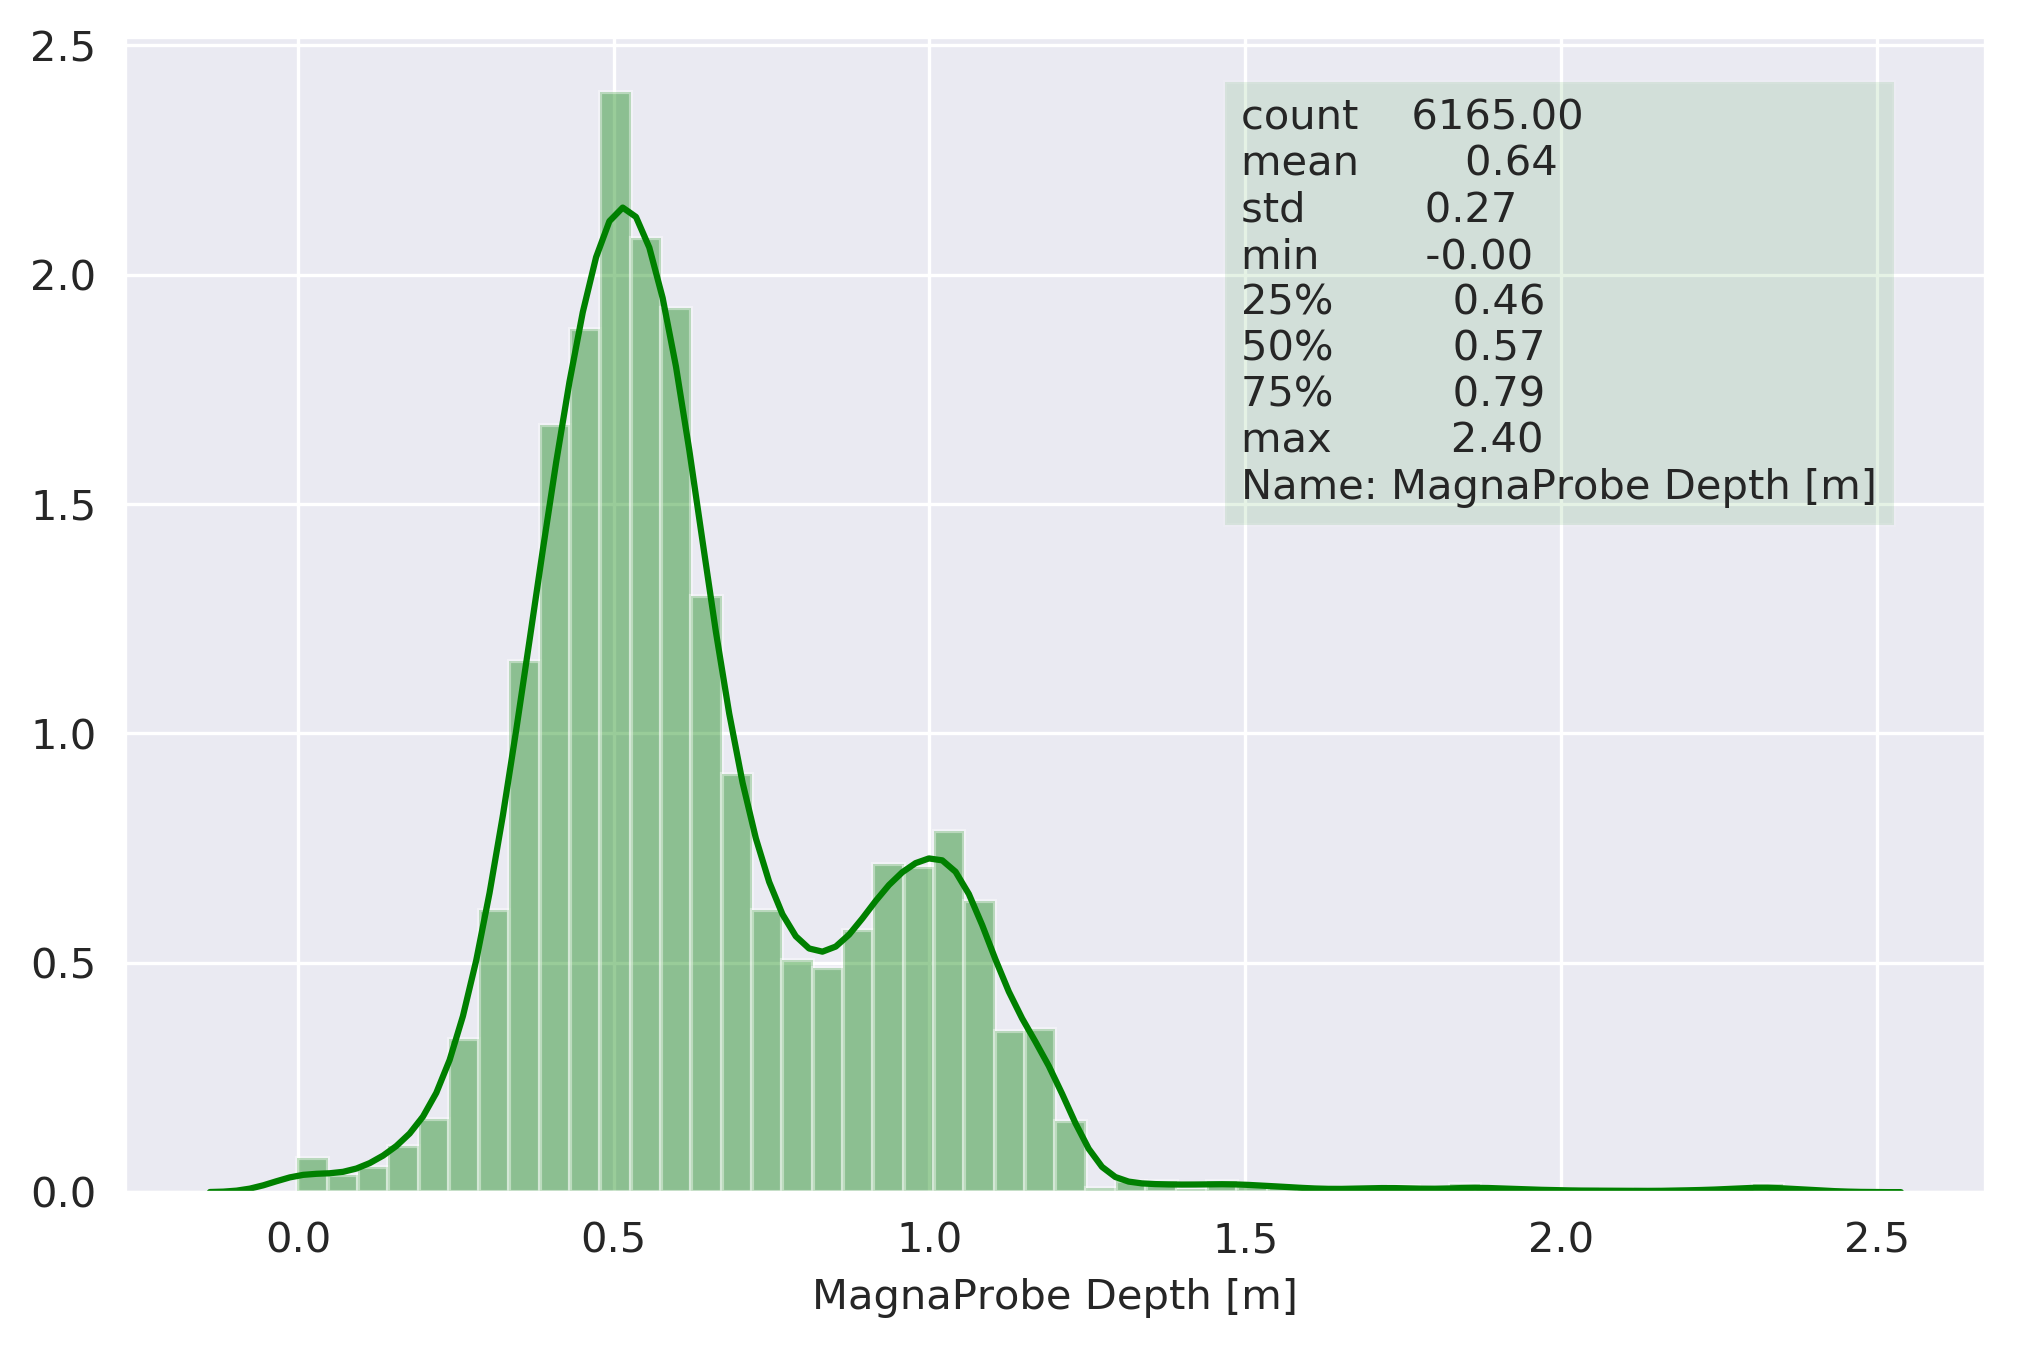 2.5
2.0
1.5
1.0
0.5
0.0
count 6165.00
mean 0.64
std 0.27
min -0.00
25% 0.46
50% 0.57
75% 0.79
max 2.40
Name: MagnaProbe Depth [m]
0.0 0.5 1.0 1.5 2.0 2.5
MagnaProbe Depth [m]